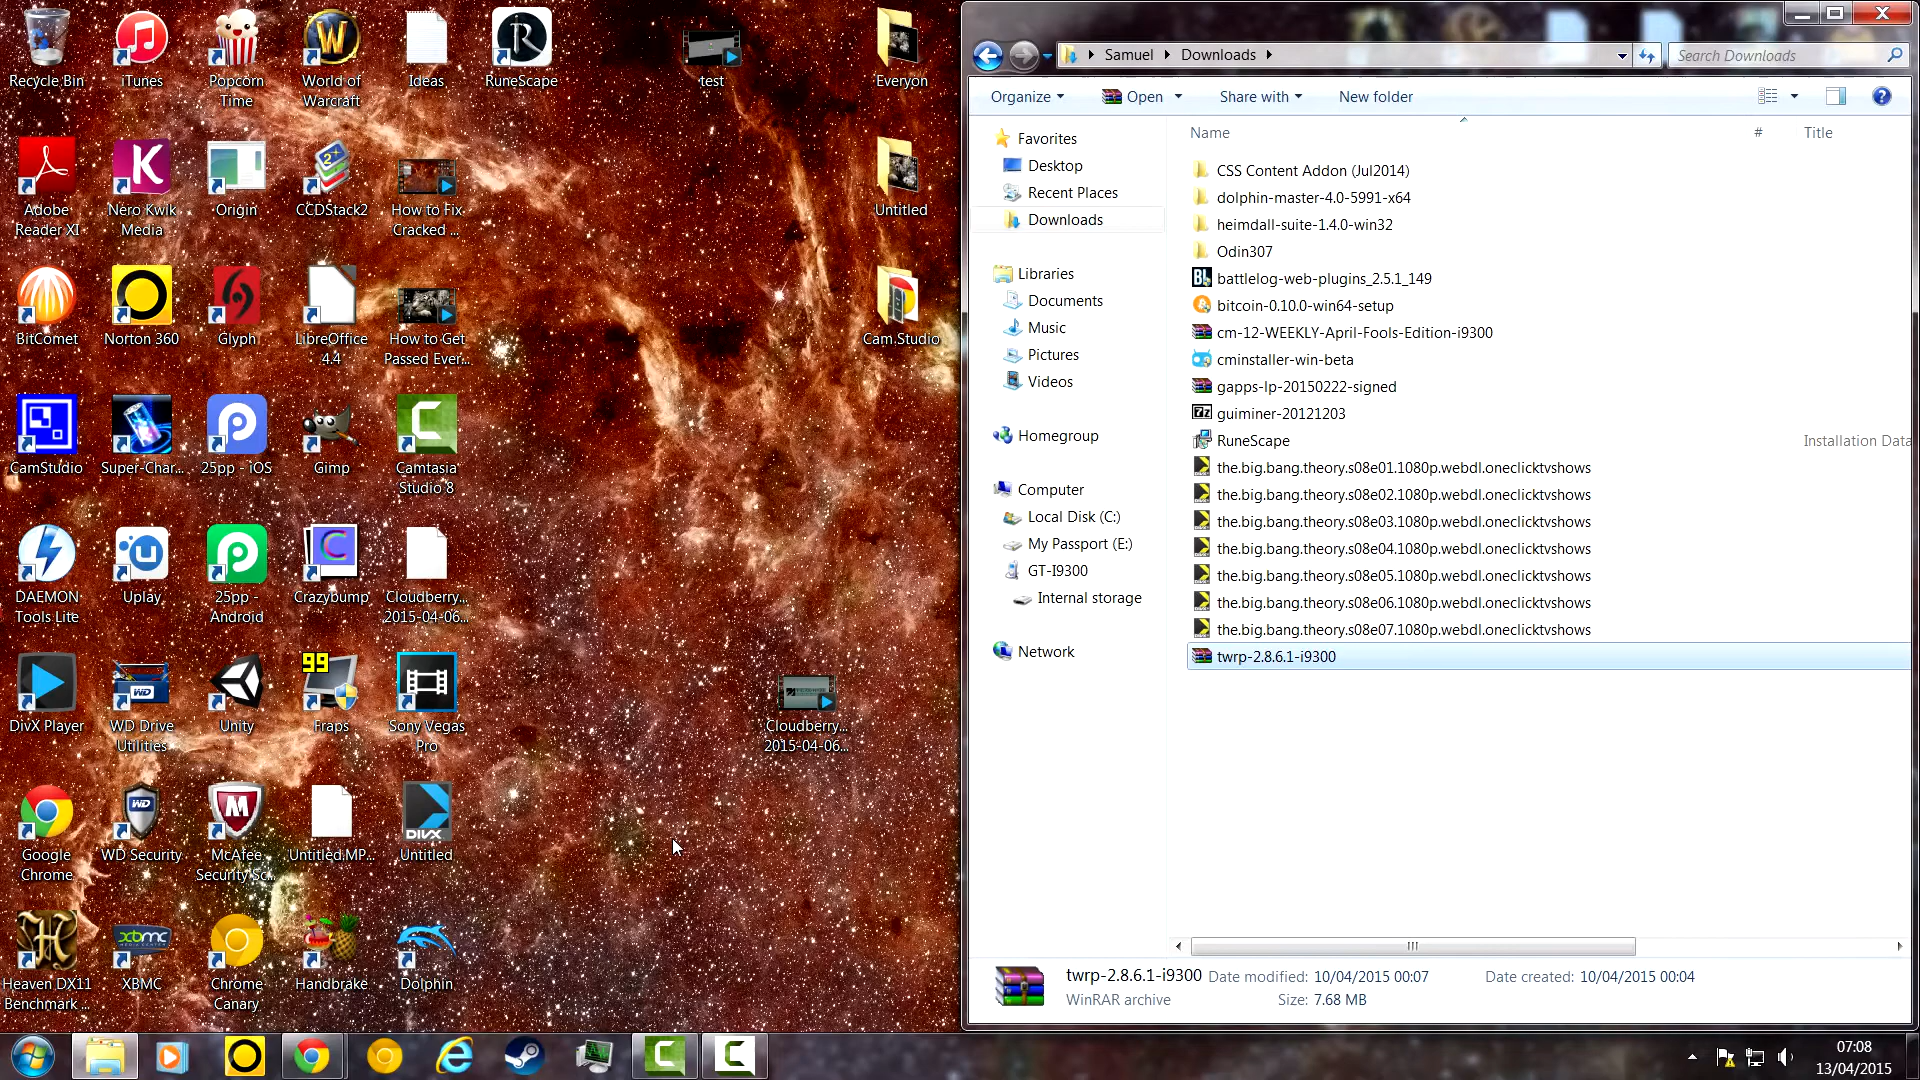 Recycle Bin
iTunes
Popcorn
Time
World of
Warcraft
Ideas
RuneScape
test
Everyon
Adobe
Reader XI
Nero Kwik
Media
Origin
CCDStack2
How to Fix
Cracked ...
Untitled
BitComet
Norton 360
Glyph
LibreOffice
4.4
How to Get
Passed Ever...
Cam.Studio
CamStudio
Super-Char...
25pp - iOS
Gimp
Camtasia
Studio 8
DAEMON
Tools Lite
Uplay
25pp -
Android
Crazybump
Cloudberry...
2015-04-06...
DivX Player
WD Drive
Utilities
Unity
99
Fraps
Sony Vegas
Pro
Cloudberry...
2015-04-06...
Google
Chrome
WD Security
McAfee
Security Sc...
Untitled.MP...
DIVX
Untitled
Heaven DX11
Benchmark ...
XBMC
Chrome
Canary
Handbrake
Dolphin
Samuel
Downloads
Search Downloads
Organize
Open
Share with
New folder
Favorites
Desktop
Recent Places
Downloads
Libraries
Documents
Music
Pictures
Videos
Homegroup
Computer
Local Disk (C:)
My Passport (E:)
GT-I9300
Internal storage
Network
Name # Title
CSS Content Addon (Jul2014)
dolphin-master-4.0-5991-x64
heimdall-suite-1.4.0-win32
Odin307
battlelog-web-plugins_2.5.1_149
bitcoin-0.10.0-win64-setup
cm-12-WEEKLY-April-Fools-Edition-i9300
cminstaller-win-beta
gapps-lp-20150222-signed
guiminer-20121203
RuneScape Installation Data
the.big.bang.theory.s08e01.1080p.webdl.oneclicktvshows
the.big.bang.theory.s08e02.1080p.webdl.oneclicktvshows
the.big.bang.theory.s08e03.1080p.webdl.oneclicktvshows
the.big.bang.theory.s08e04.1080p.webdl.oneclicktvshows
the.big.bang.theory.s08e05.1080p.webdl.oneclicktvshows
the.big.bang.theory.s08e06.1080p.webdl.oneclicktvshows
the.big.bang.theory.s08e07.1080p.webdl.oneclicktvshows
twrp-2.8.6.1-i9300
twrp-2.8.6.1-i9300 Date modified: 10/04/2015 00:07 Date created: 10/04/2015 00:04
WinRAR archive Size: 7.68 MB
07:08
13/04/2015